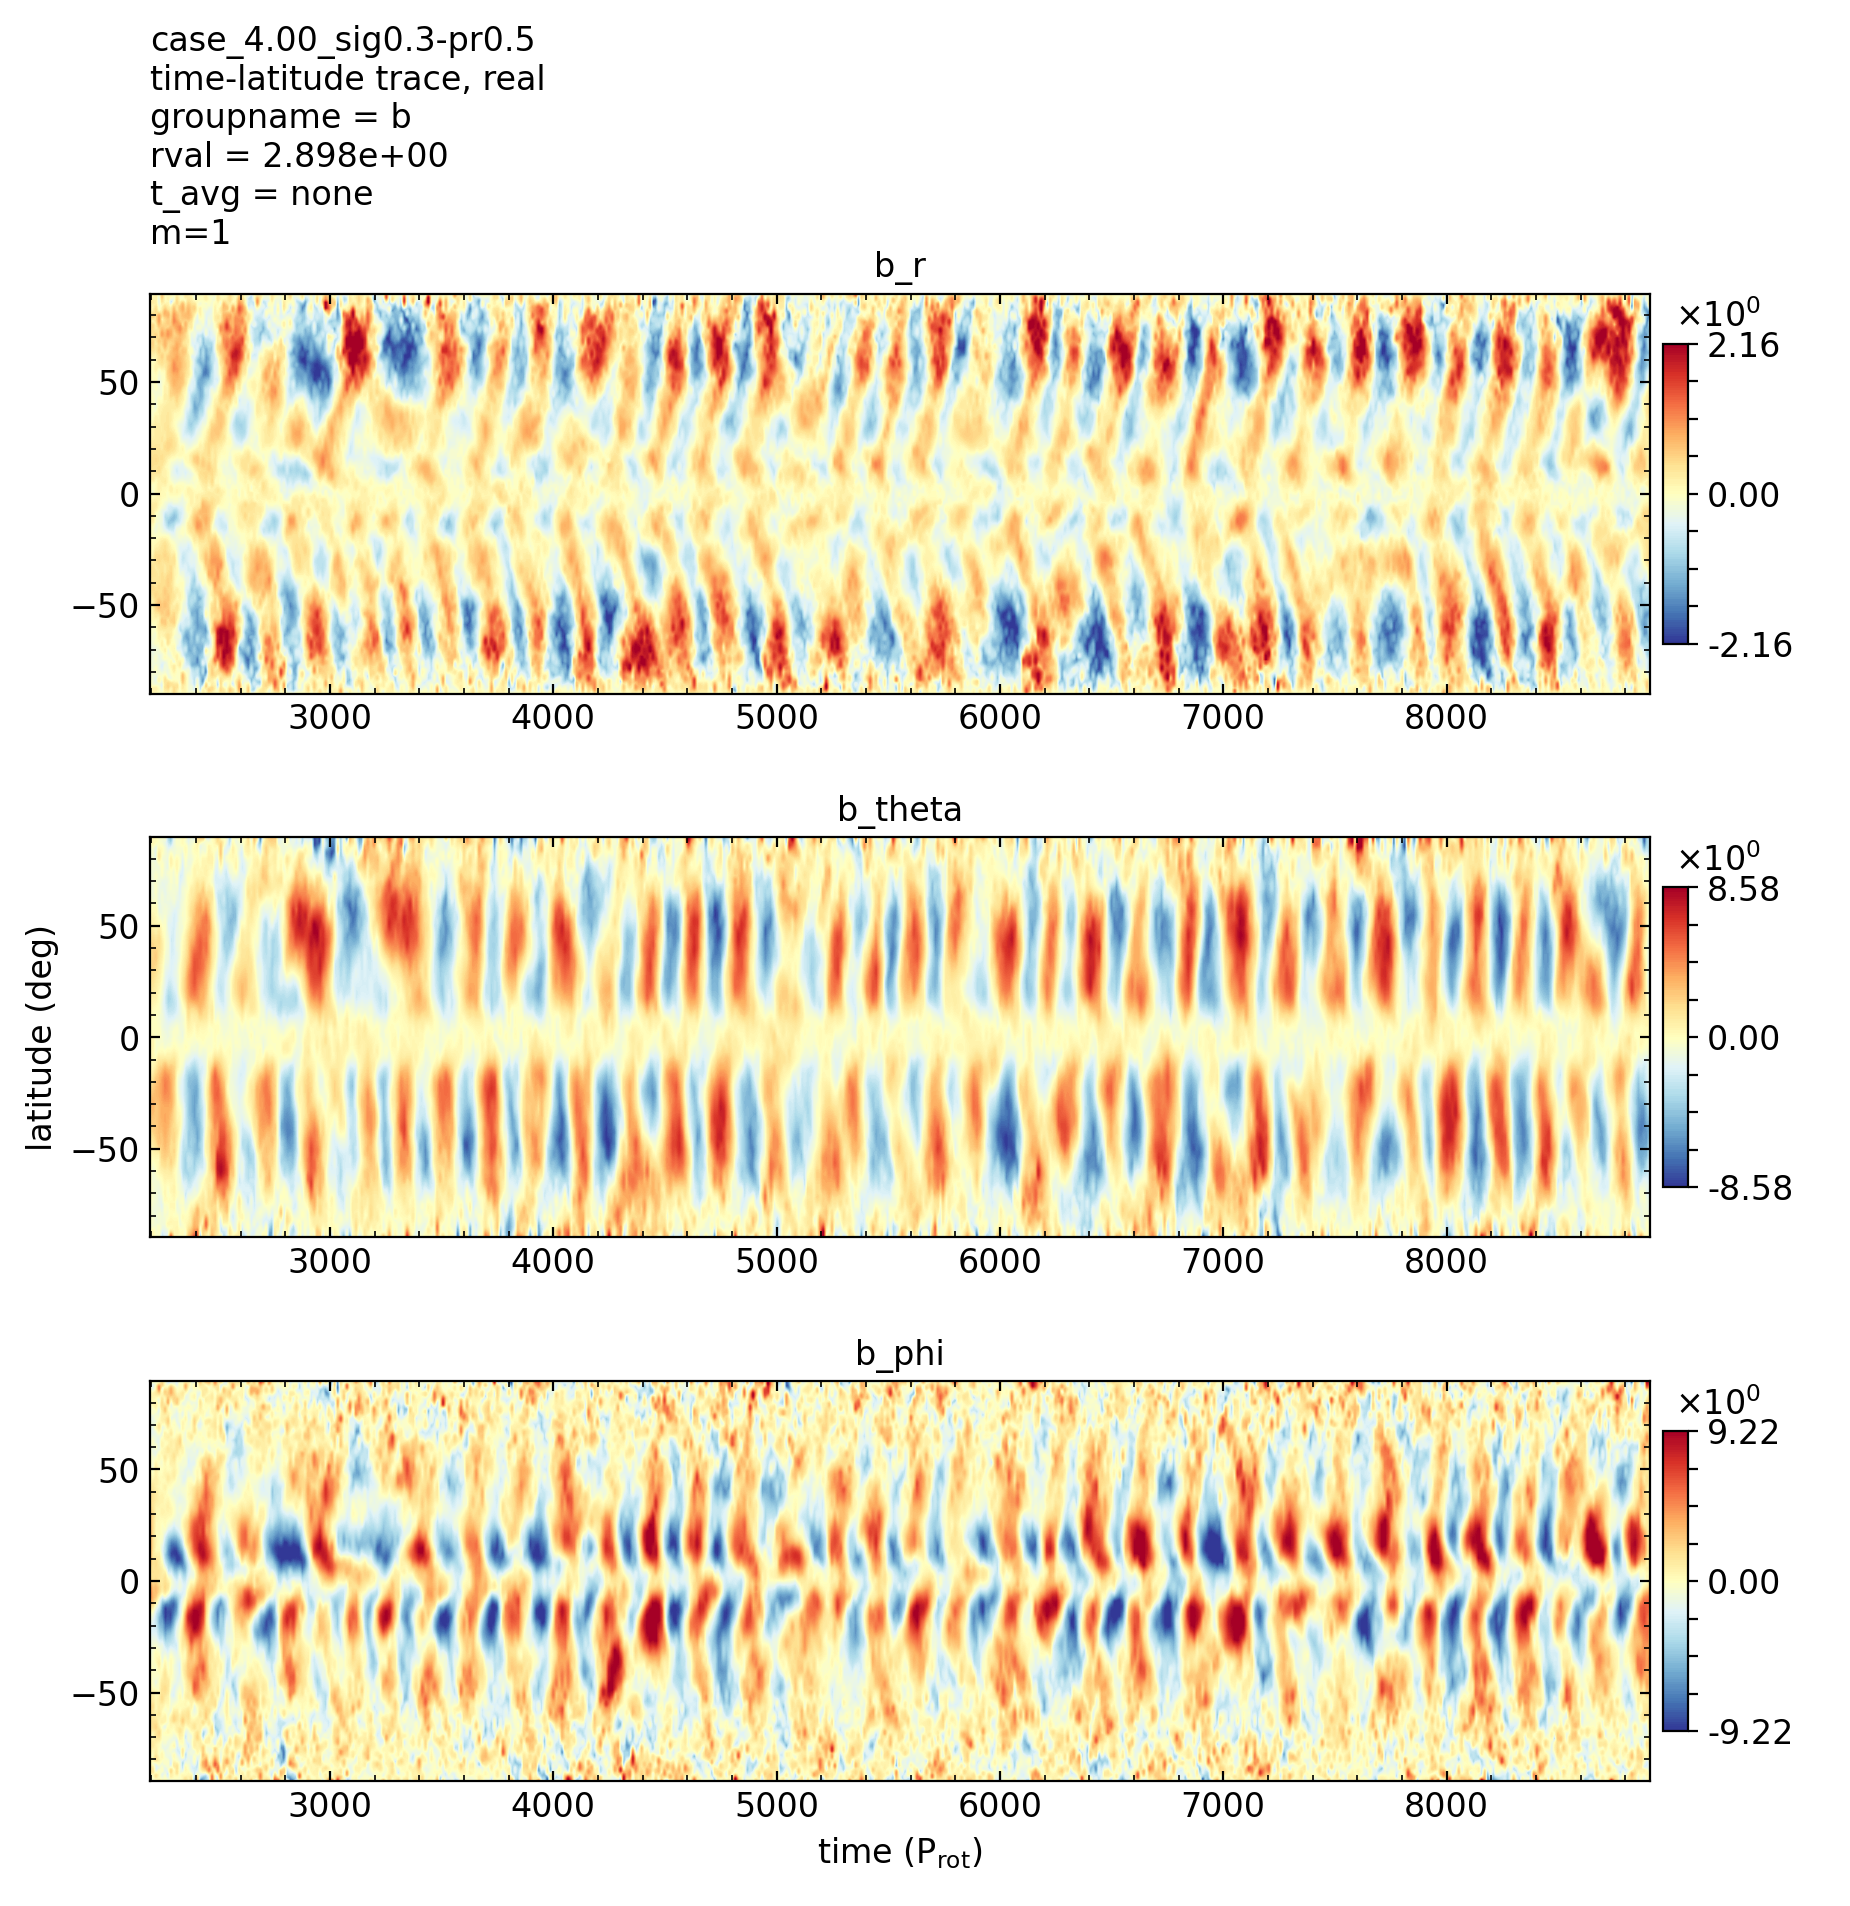 case_4.00_sig0.3-pr0.5
time-latitude trace, real
groupname = b
rval = 2.898e+00
t_avg = none
m=1
b_r
×10⁰
2.16
0.00
-2.16
50
0
−50
3000 4000 5000 6000 7000 8000
b_theta
×10⁰
8.58
0.00
-8.58
latitude (deg)
50
0
−50
3000 4000 5000 6000 7000 8000
b_phi
×10⁰
9.22
0.00
-9.22
50
0
−50
3000 4000 5000 6000 7000 8000
time (P_rot)